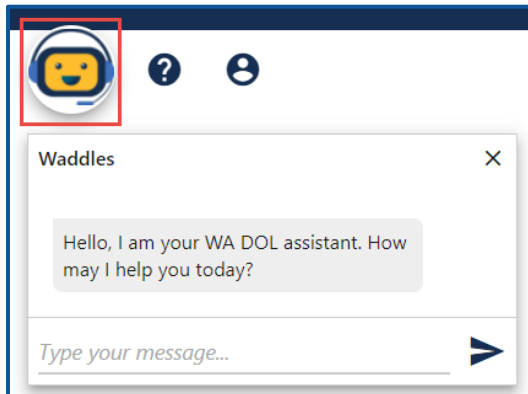 Waddles
Hello, I am your WA DOL assistant. How
may I help you today?
Type your message...